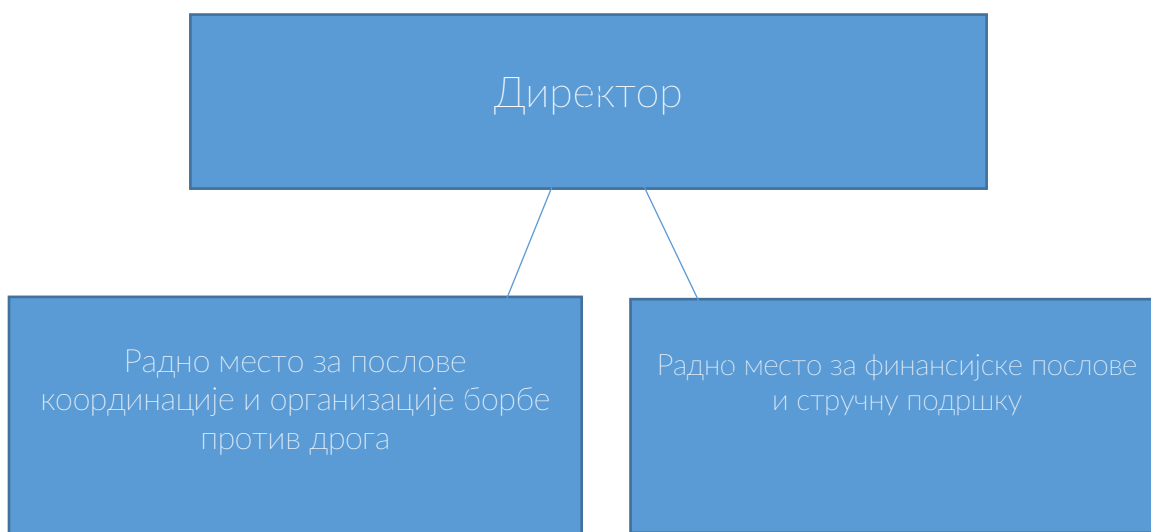 Директор
Радно место за послове
координације и организације борбе
против дрога
Радно место за финансијске послове
и стручну подршку